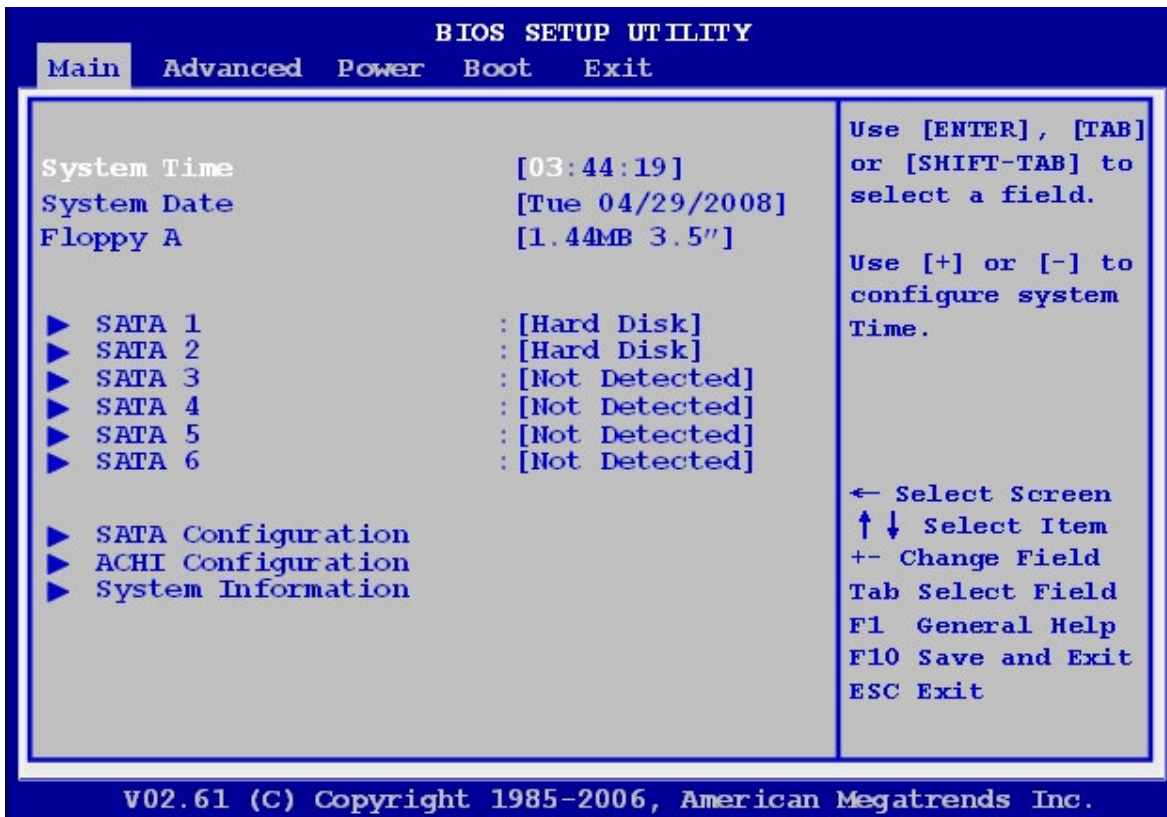 BIOS SETUP UTILITY
Main Advanced Power Boot Exit
System Time [03:44:19]
System Date [Tue 04/29/2008]
Floppy A [1.44MB 3.5"]
▶ SATA 1 :[Hard Disk]
▶ SATA 2 :[Hard Disk]
▶ SATA 3 :[Not Detected]
▶ SATA 4 :[Not Detected]
▶ SATA 5 :[Not Detected]
▶ SATA 6 :[Not Detected]
▶ SATA Configuration
▶ ACHI Configuration
▶ System Information
Use [ENTER], [TAB]
or [SHIFT-TAB] to
select a field.
Use [+] or [-] to
configure system
Time.
← Select Screen
↑↓ Select Item
+- Change Field
Tab Select Field
F1 General Help
F10 Save and Exit
ESC Exit
V02.61 (C) Copyright 1985-2006, American Megatrends Inc.